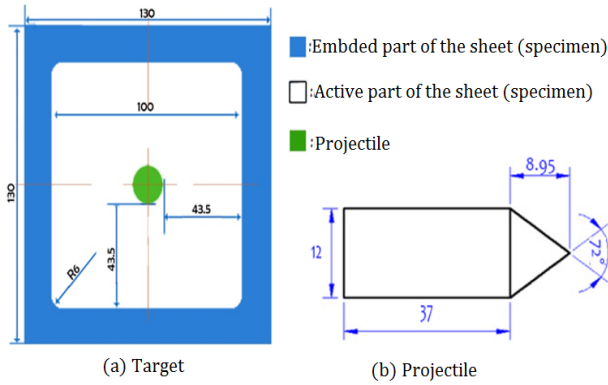 130
:Embded part of the sheet (specimen)
:Active part of the sheet (specimen)
:Projectile
100
130
43.5
43.5
R6
8.95
12
72°
37
(a) Target
(b) Projectile